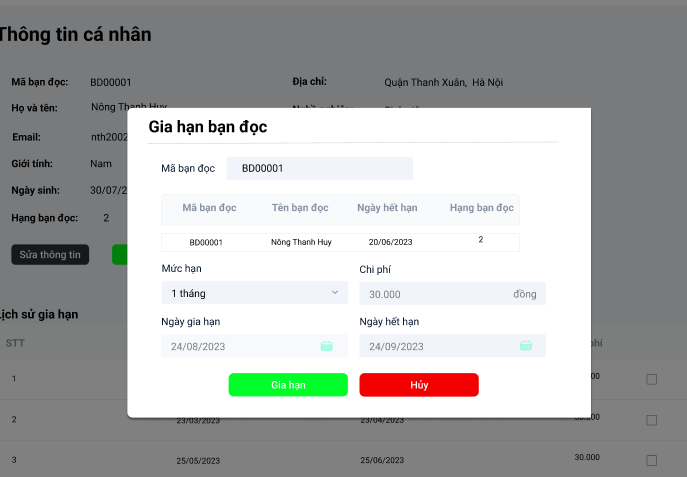 Thông tin cá nhân
Mã bạn đọc: BD00001 Địa chỉ: Quận Thanh Xuân, Hà Nội
Họ và tên: Nông Thanh Huy
Gia hạn bạn đọc
Email: nth2002
Mã bạn đọc BD00001
Giới tính: Nam
Ngày sinh: 30/07/2
Mã bạn đọc Tên bạn đọc Ngày hết hạn Hạng bạn đọc
Hạng bạn đọc: 2
BD00001 Nông Thanh Huy 20/06/2023 2
Sửa thông tin
Mức hạn Chi phí
1 tháng 30.000 đồng
Lịch sử gia hạn
Ngày gia hạn Ngày hết hạn
STT phí
24/08/2023 24/09/2023
1 00
Gia hạn Hủy
2 23/03/2023 23/04/2023 30.000
3 25/05/2023 25/06/2023 30.000